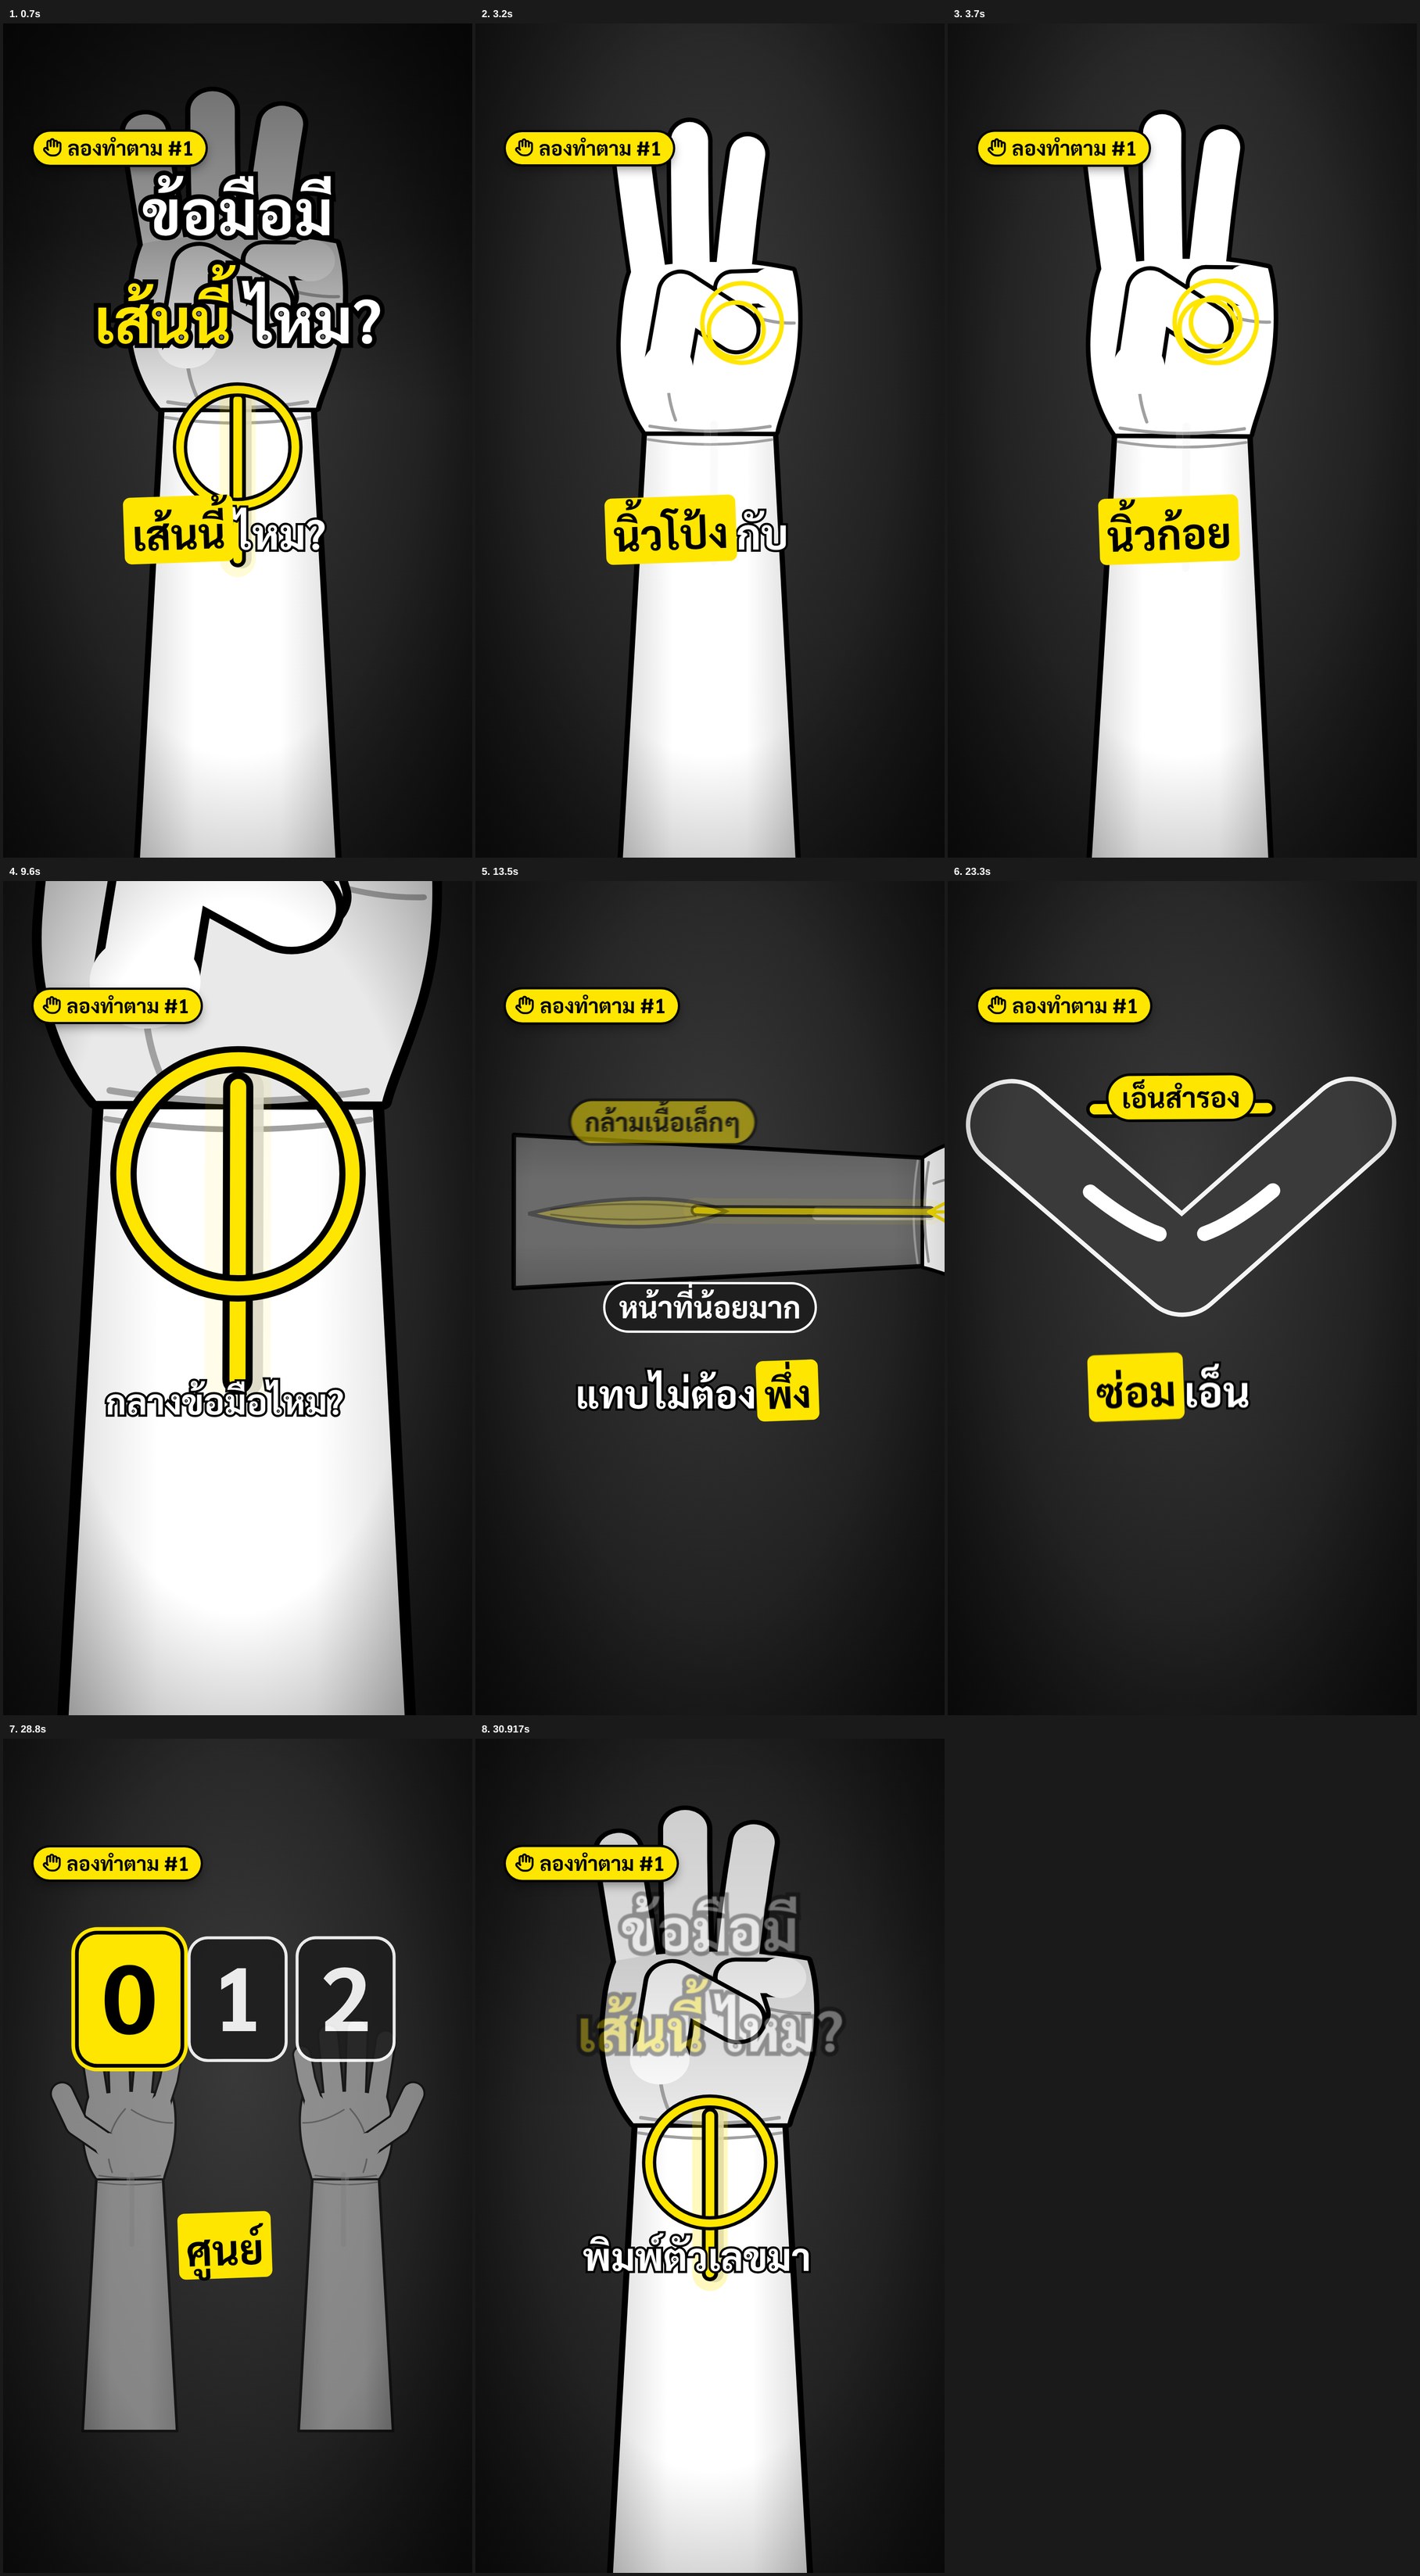 1. 0.7s
ลองทำตาม #1
ข้อมือมี
เส้นนี้ ไหม?
เส้นนี้ ไหม?
2. 3.2s
ลองทำตาม #1
นิ้วโป้ง กับ
3. 3.7s
ลองทำตาม #1
นิ้วก้อย
4. 9.6s
ลองทำตาม #1
กลางข้อมือไหม?
5. 13.5s
ลองทำตาม #1
กล้ามเนื้อเล็กๆ
หน้าที่น้อยมาก
แทบไม่ต้อง พึ่ง
6. 23.3s
ลองทำตาม #1
เอ็นสำรอง
ซ่อม เอ็น
7. 28.8s
ลองทำตาม #1
0 1 2
ศูนย์
8. 30.917s
ลองทำตาม #1
ข้อมือมี
เส้นนี้ ไหม?
พิมพ์ตัวเลขมา